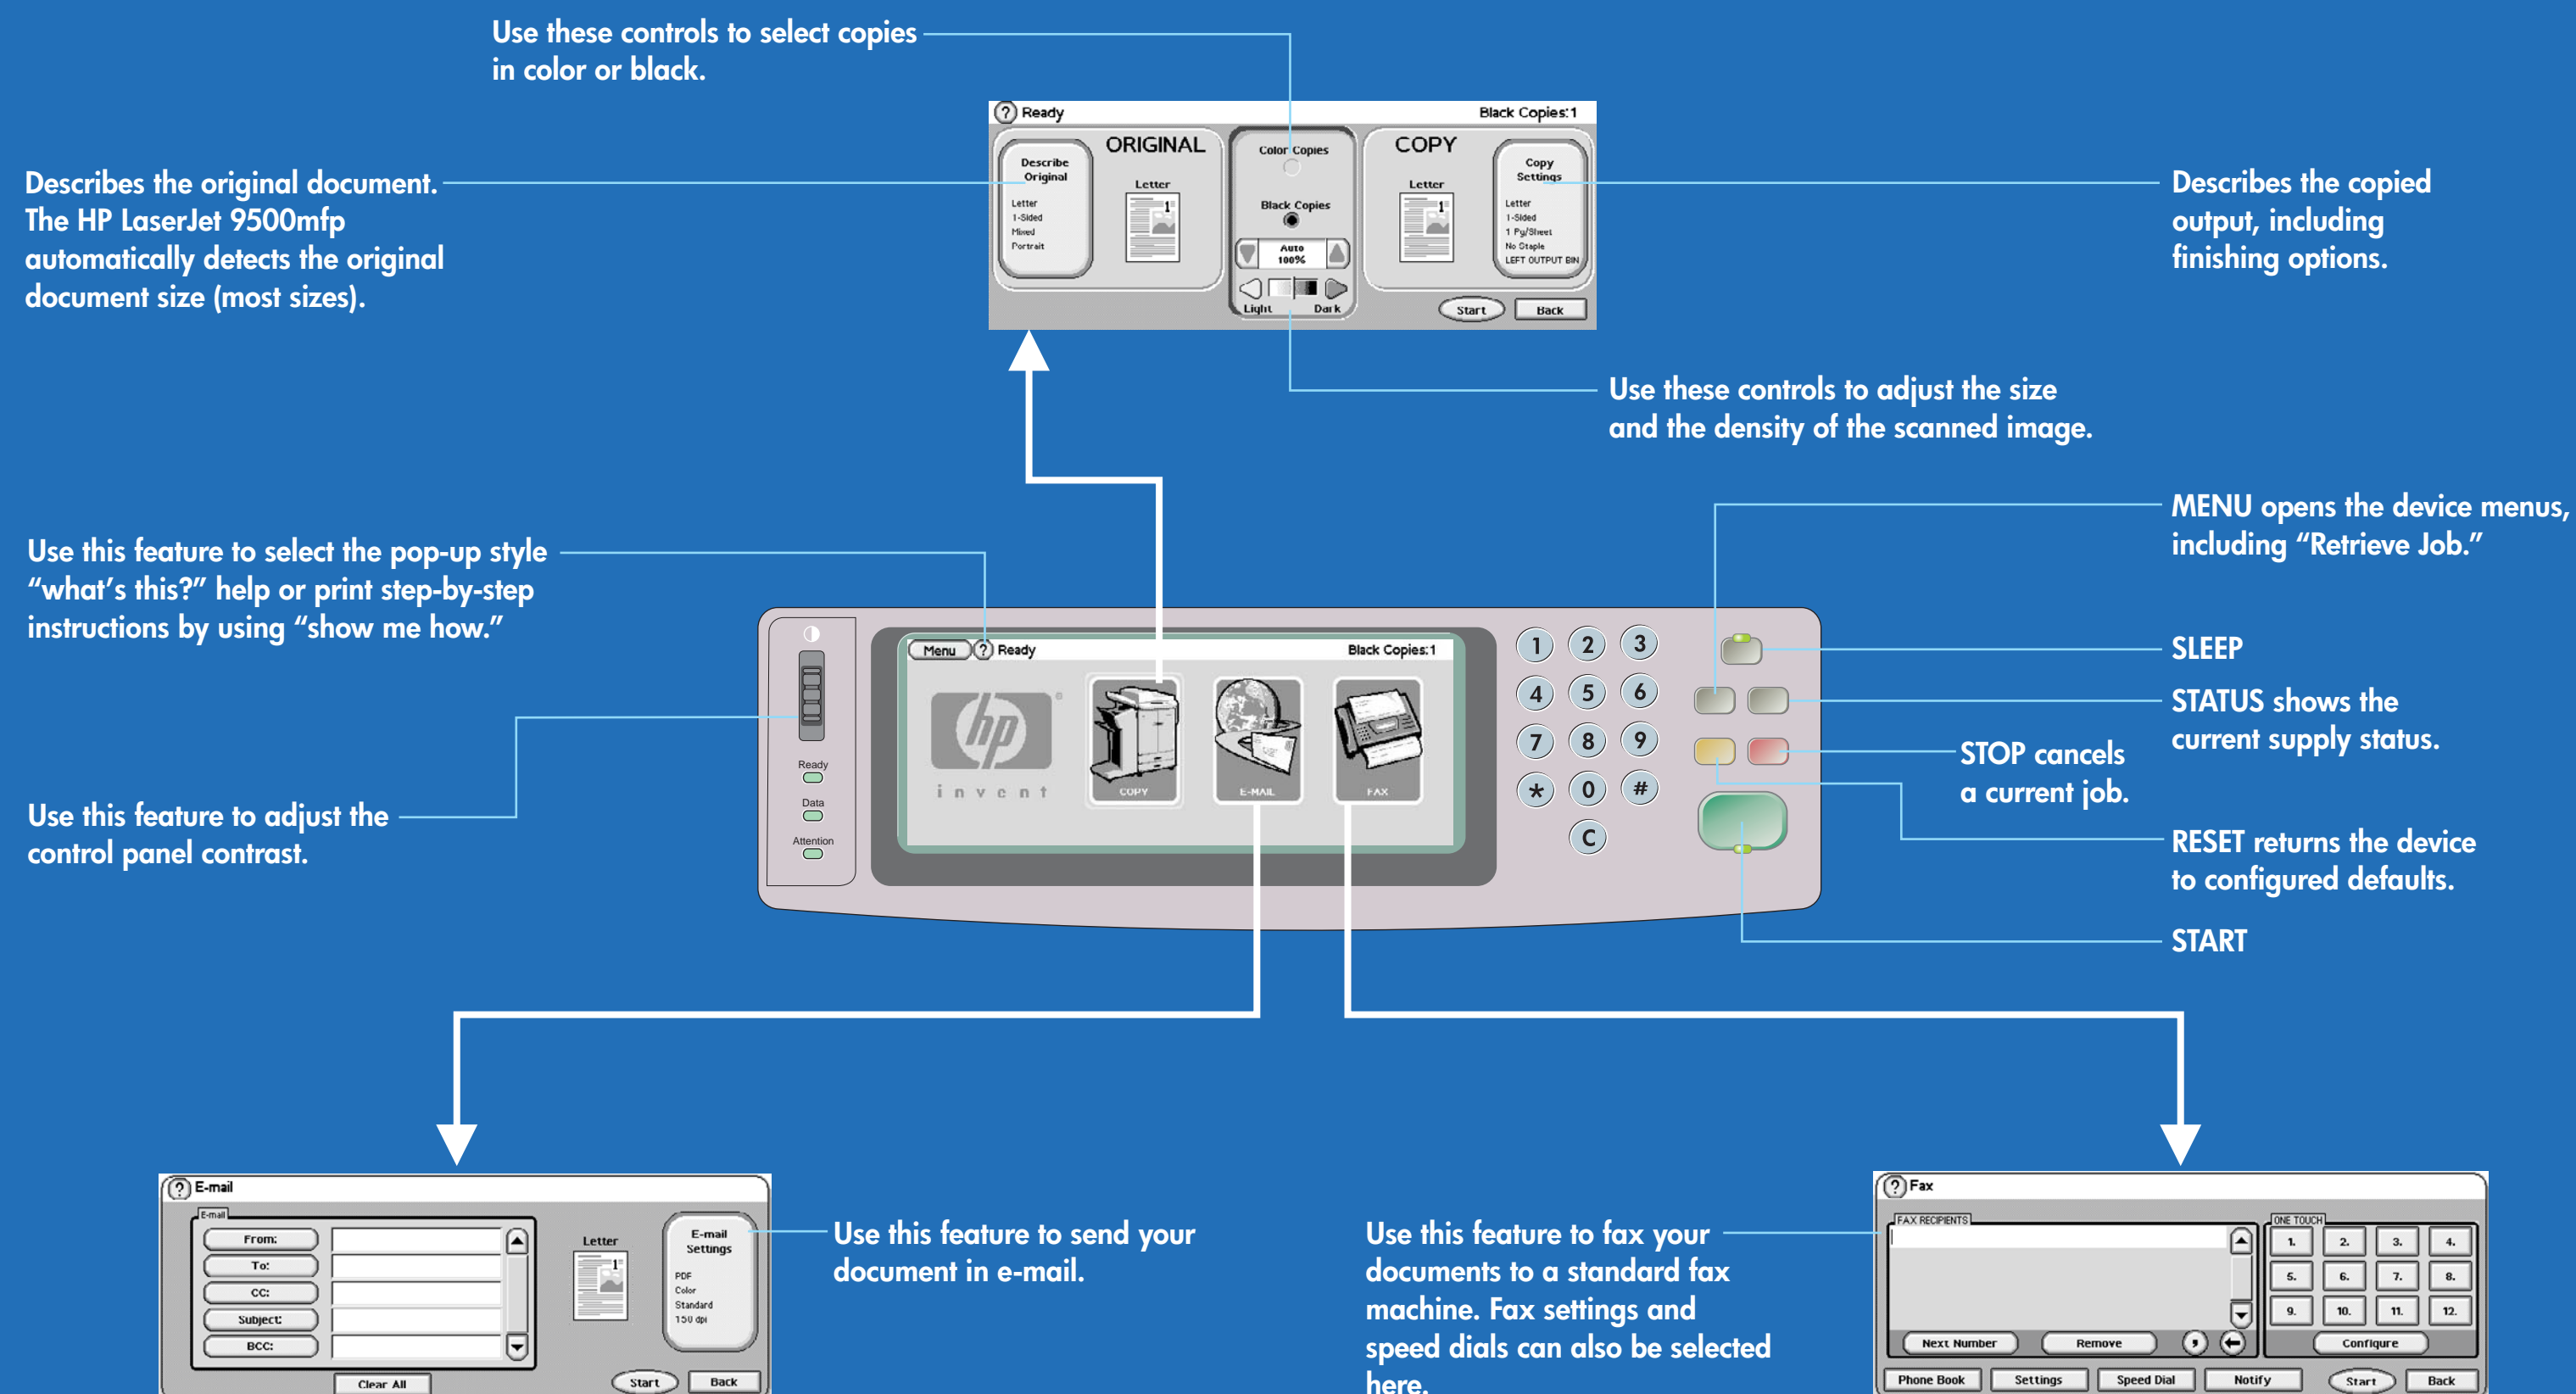 Use these controls to select copies
in color or black.
? Ready
Black Copies:1
ORIGINAL
Describe
Original
Letter
1-Sided
Mixed
Portrait
Letter
1
Color Copies
Black Copies
Auto
100%
Light
Dark
COPY
Letter
1
Copy
Settings
Letter
1-Sided
1 Pg/Sheet
No Staple
LEFT OUTPUT BIN
Start
Back
Describes the original document.
The HP LaserJet 9500mfp
automatically detects the original
document size (most sizes).
Describes the copied
output, including
finishing options.
Use these controls to adjust the size
and the density of the scanned image.
MENU opens the device menus,
including “Retrieve Job.”
Use this feature to select the pop-up style
“what’s this?” help or print step-by-step
instructions by using “show me how.”
Use this feature to adjust the
control panel contrast.
Ready
Data
Attention
Menu
? Ready
Black Copies:1
hp
®
invent
COPY
E-MAIL
FAX
1 2 3
4 5 6
7 8 9
* 0 #
C
SLEEP
STATUS shows the
current supply status.
STOP cancels
a current job.
RESET returns the device
to configured defaults.
START
? E-mail
E-mail
From:
To:
CC:
Subject:
BCC:
Clear All
Letter
1
E-mail
Settings
PDF
Color
Standard
150 dpi
Start
Back
Use this feature to send your
document in e-mail.
Use this feature to fax your
documents to a standard fax
machine. Fax settings and
speed dials can also be selected
here.
? Fax
FAX RECIPIENTS
Next Number
Remove
,
ONE TOUCH
1. 2. 3. 4.
5. 6. 7. 8.
9. 10. 11. 12.
Configure
Phone Book
Settings
Speed Dial
Notify
Start
Back